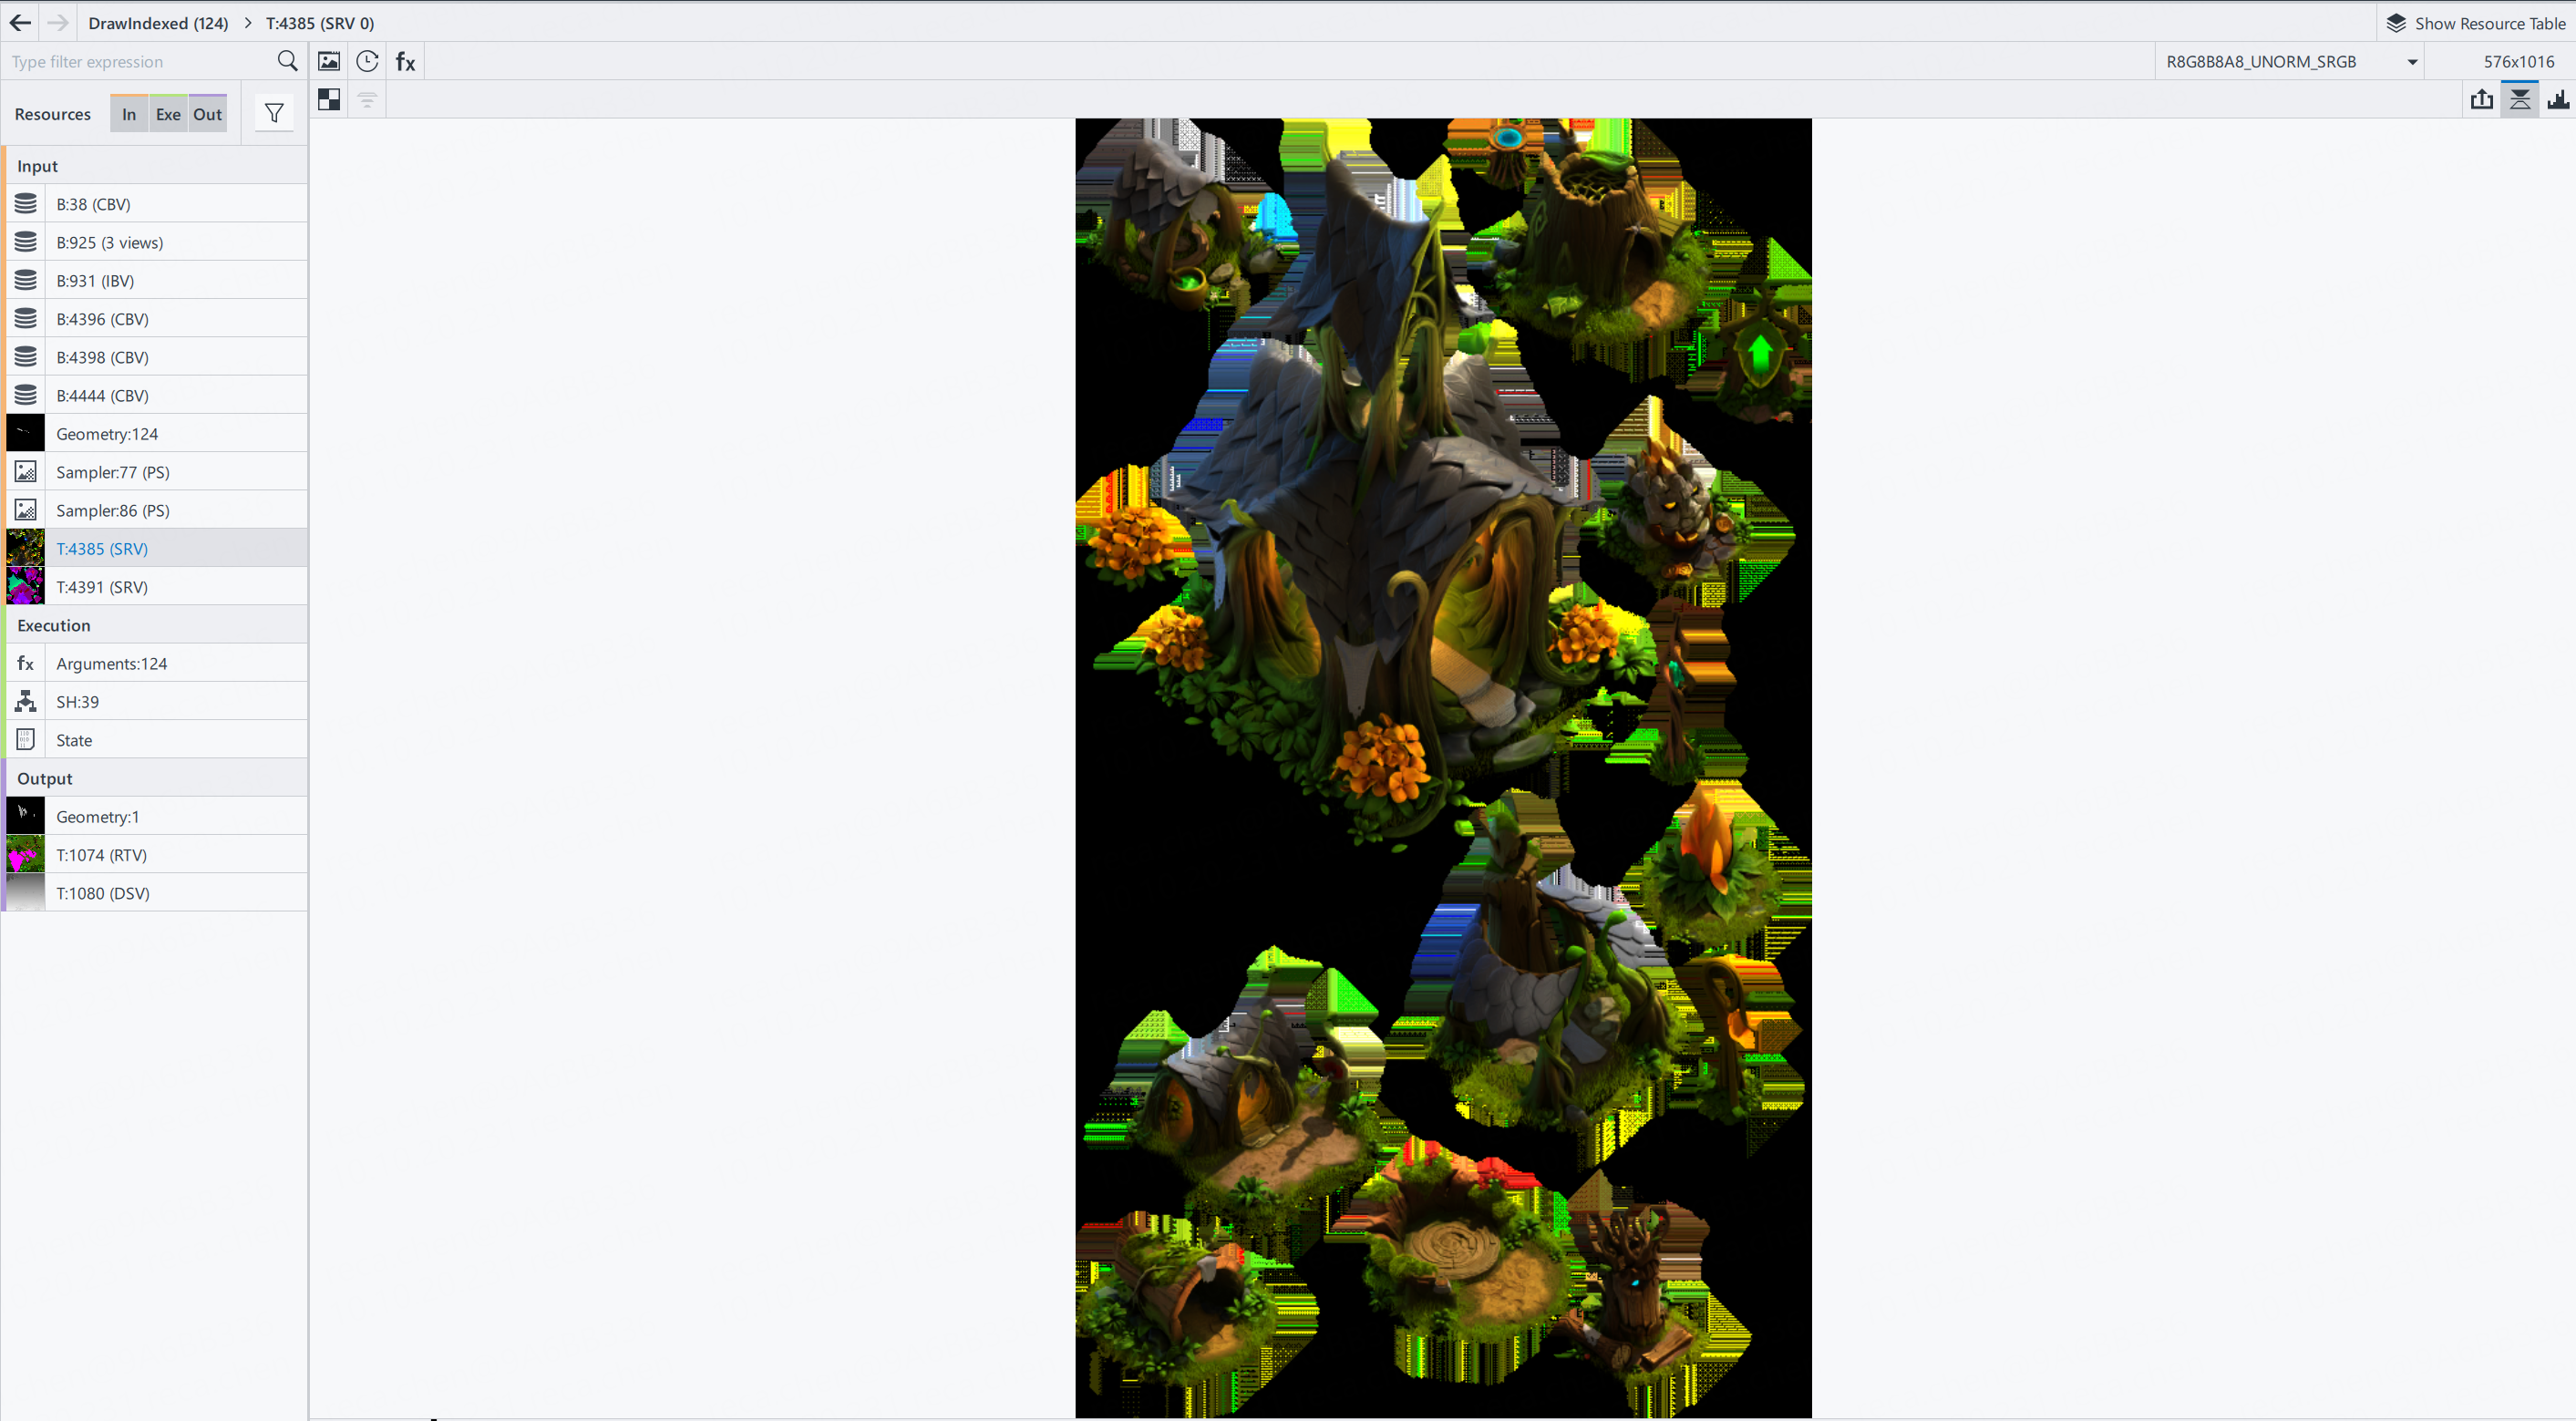 DrawIndexed (124) > T:4385 (SRV 0)
Show Resource Table
Type filter expression
fx
R8G8B8A8_UNORM_SRGB
576x1016
Resources
In
Exe
Out
Input
B:38 (CBV)
B:925 (3 views)
B:931 (IBV)
B:4396 (CBV)
B:4398 (CBV)
B:4444 (CBV)
Geometry:124
Sampler:77 (PS)
Sampler:86 (PS)
T:4385 (SRV)
T:4391 (SRV)
Execution
fx Arguments:124
SH:39
State
Output
Geometry:1
T:1074 (RTV)
T:1080 (DSV)